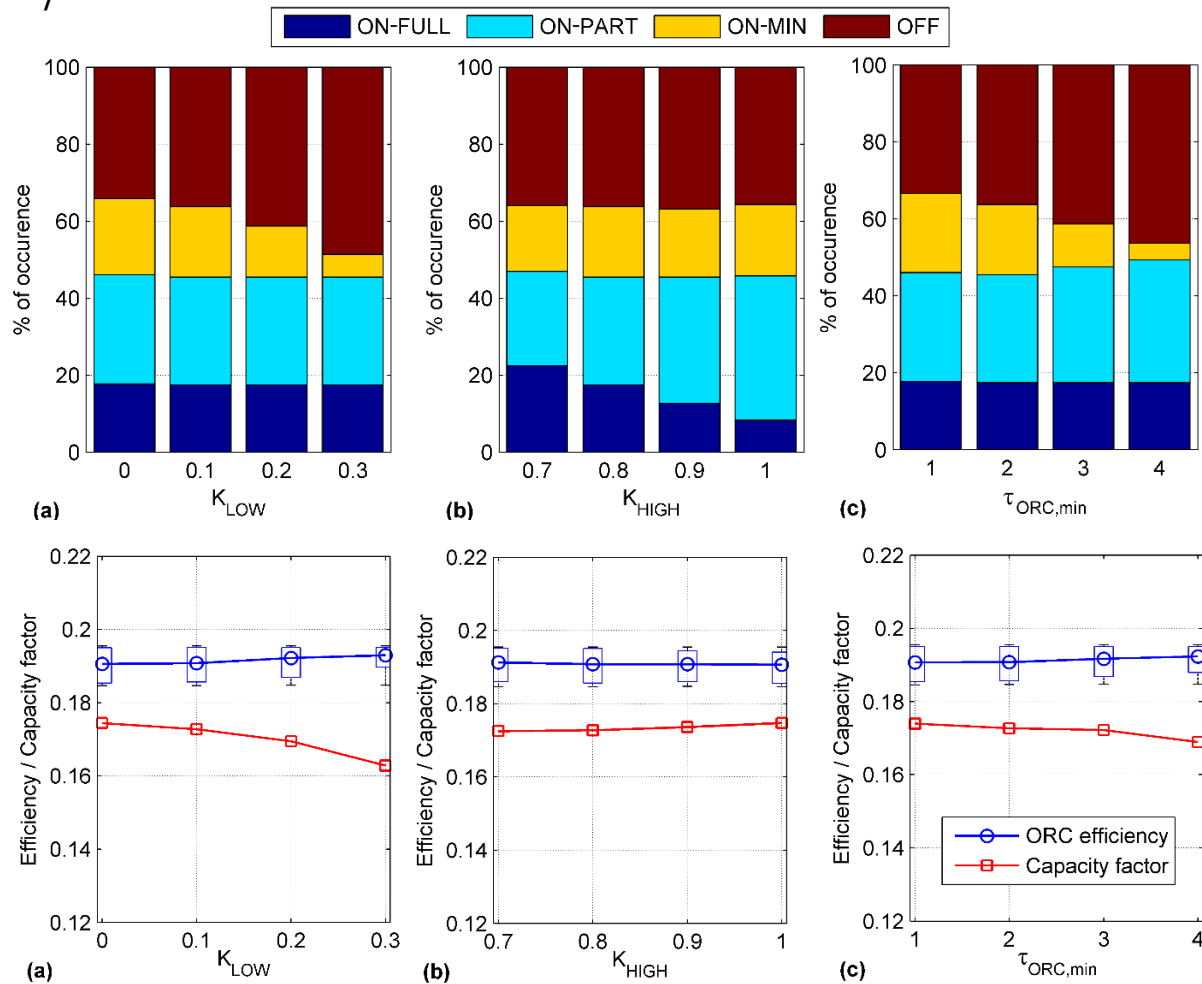 ON-FULL ON-PART ON-MIN OFF
100 100 100
80 80 80
60 60 60
40 40 40
20 20 20
0 0 0
% of occurence % of occurence % of occurence
0 0.1 0.2 0.3 0.7 0.8 0.9 1 1 2 3 4
(a) K_LOW (b) K_HIGH (c) τ_ORC,min
0.22 0.22 0.22
0.2 0.2 0.2
0.18 0.18 0.18
0.16 0.16 0.16
0.14 0.14 0.14
0.12 0.12 0.12
Efficiency / Capacity factor Efficiency / Capacity factor Efficiency / Capacity factor
ORC efficiency
Capacity factor
0 0.1 0.2 0.3 0.7 0.8 0.9 1 1 2 3 4
(a) K_LOW (b) K_HIGH (c) τ_ORC,min